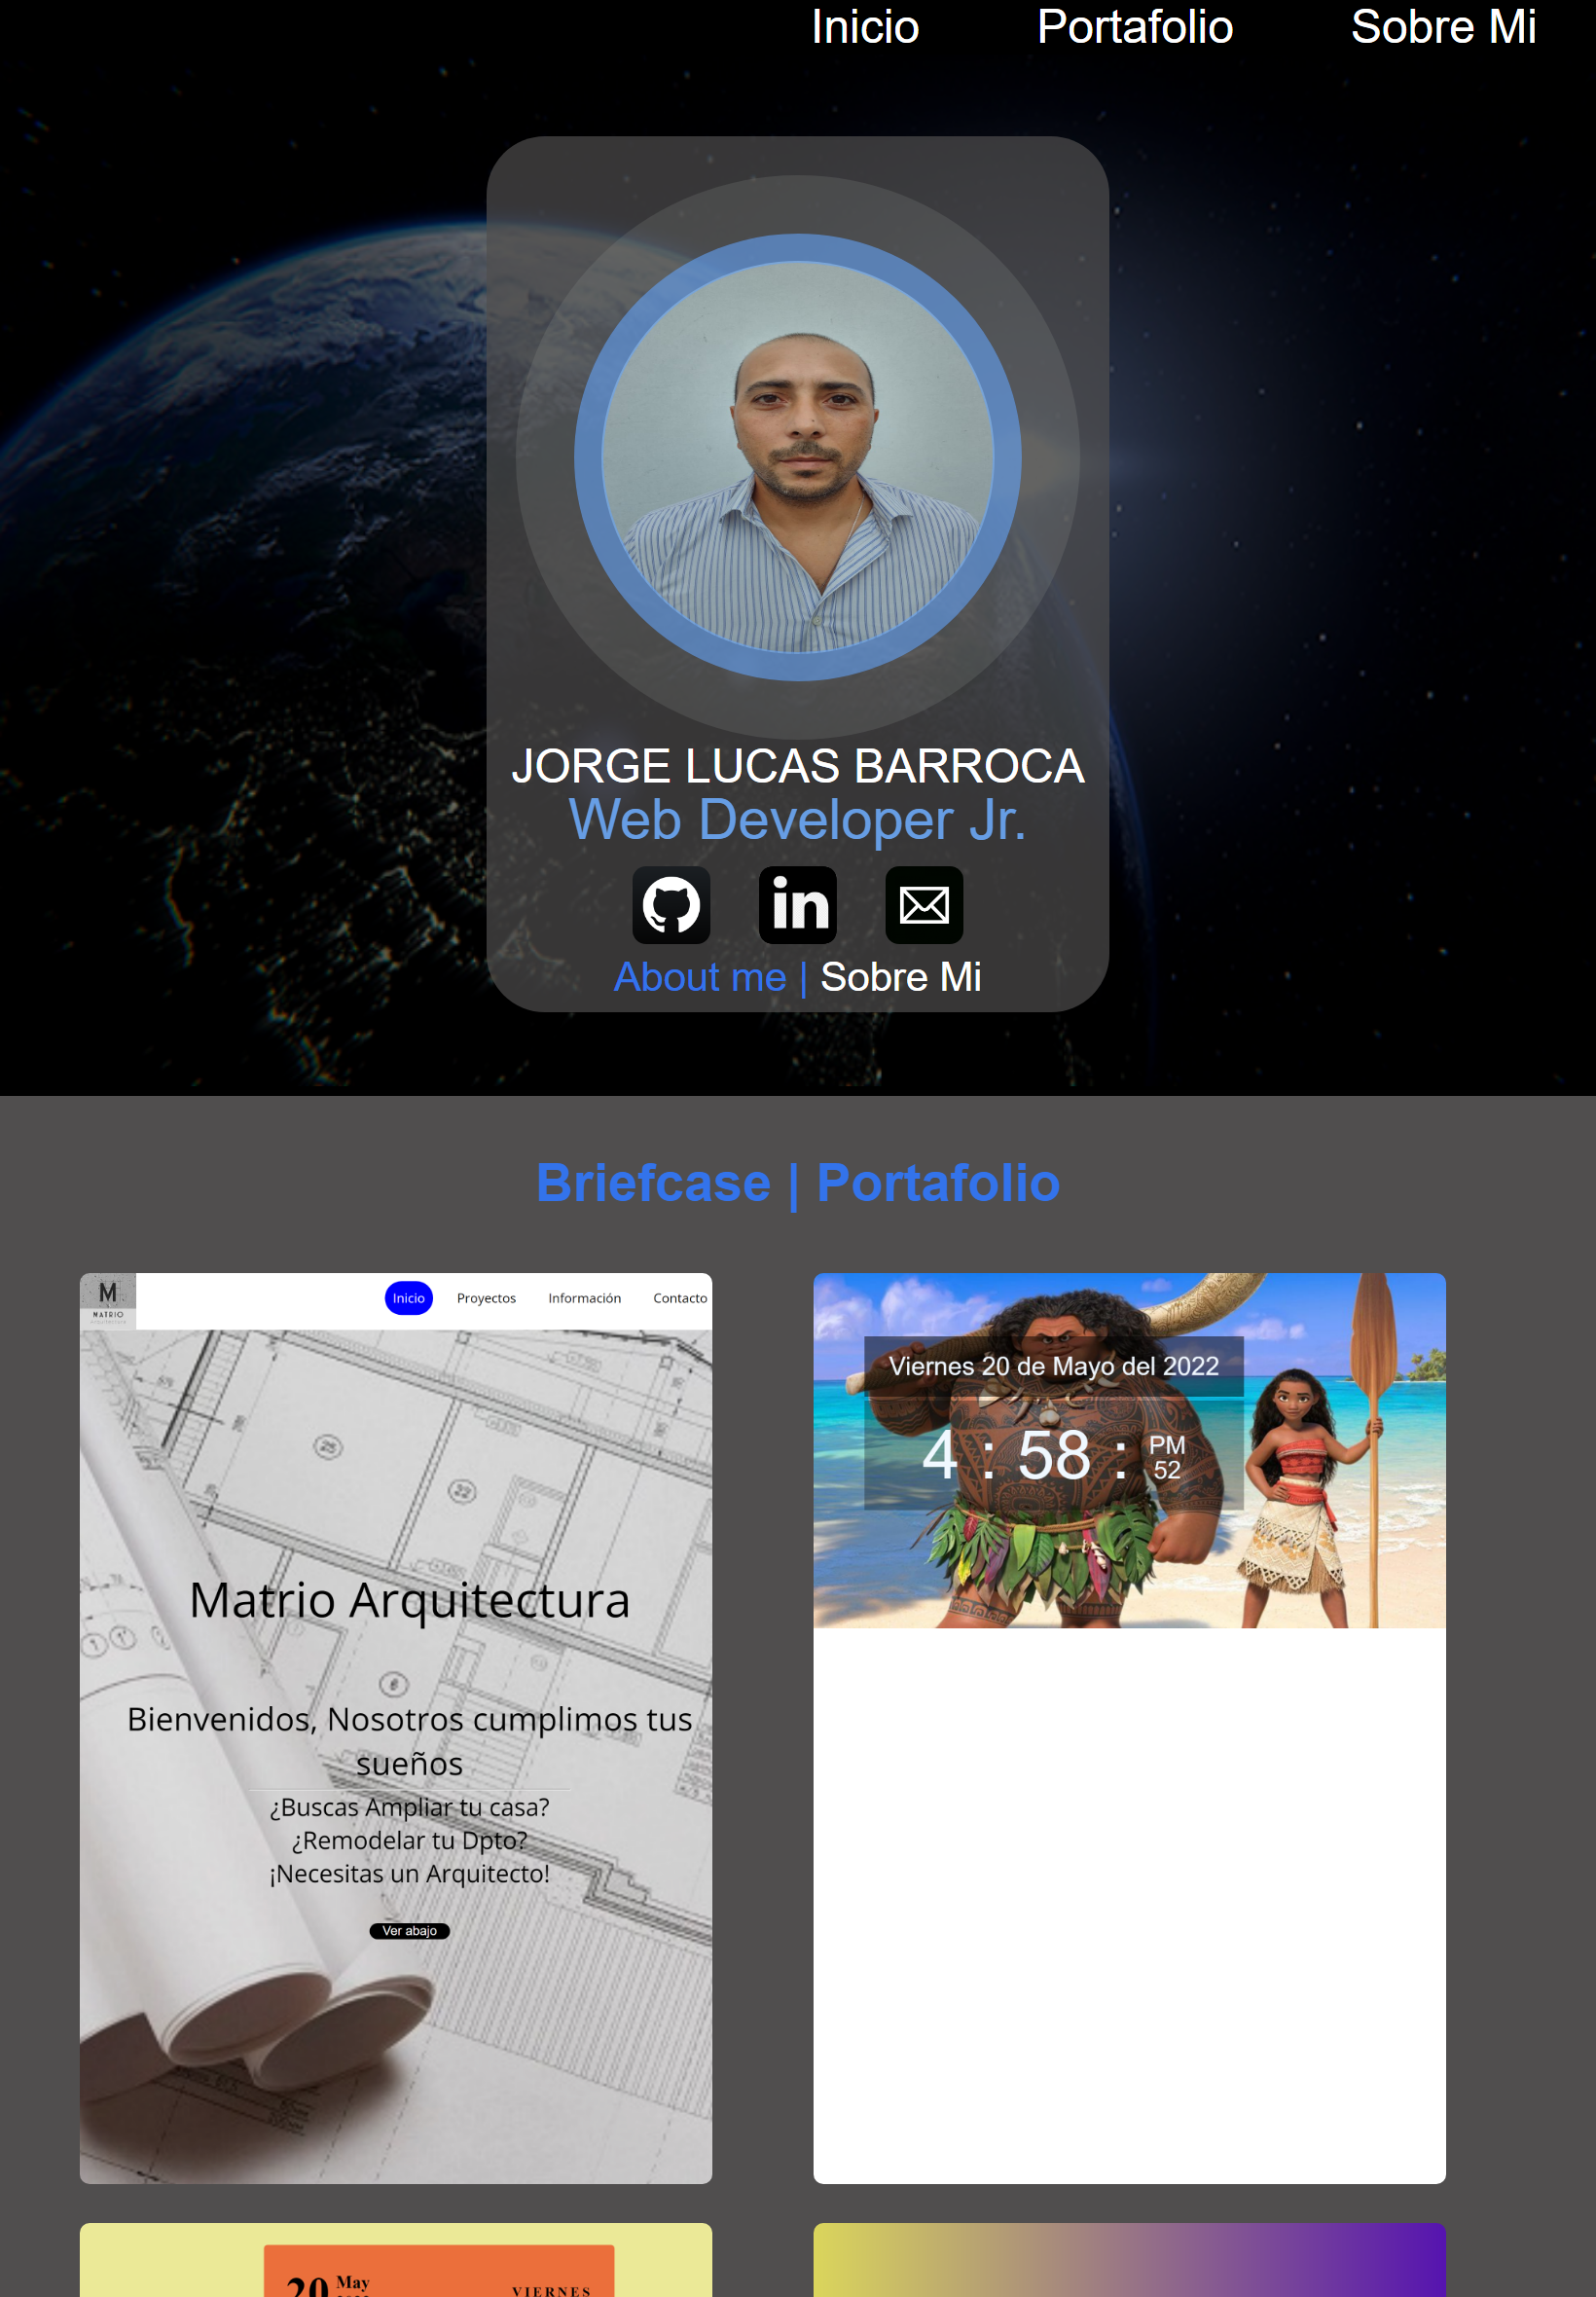 Inicio Portafolio Sobre Mi
JORGE LUCAS BARROCA
Web Developer Jr.
in
About me | Sobre Mi
Briefcase | Portafolio
M
MATRIO
Inicio Proyectos Información Contacto
Matrio Arquitectura
Bienvenidos, Nosotros cumplimos tus
sueños
¿Buscas Ampliar tu casa?
¿Remodelar tu Dpto?
¡Necesitas un Arquitecto!
Ver abajo
Viernes 20 de Mayo del 2022
4 : 58 : PM
52
20 May
VIERNES